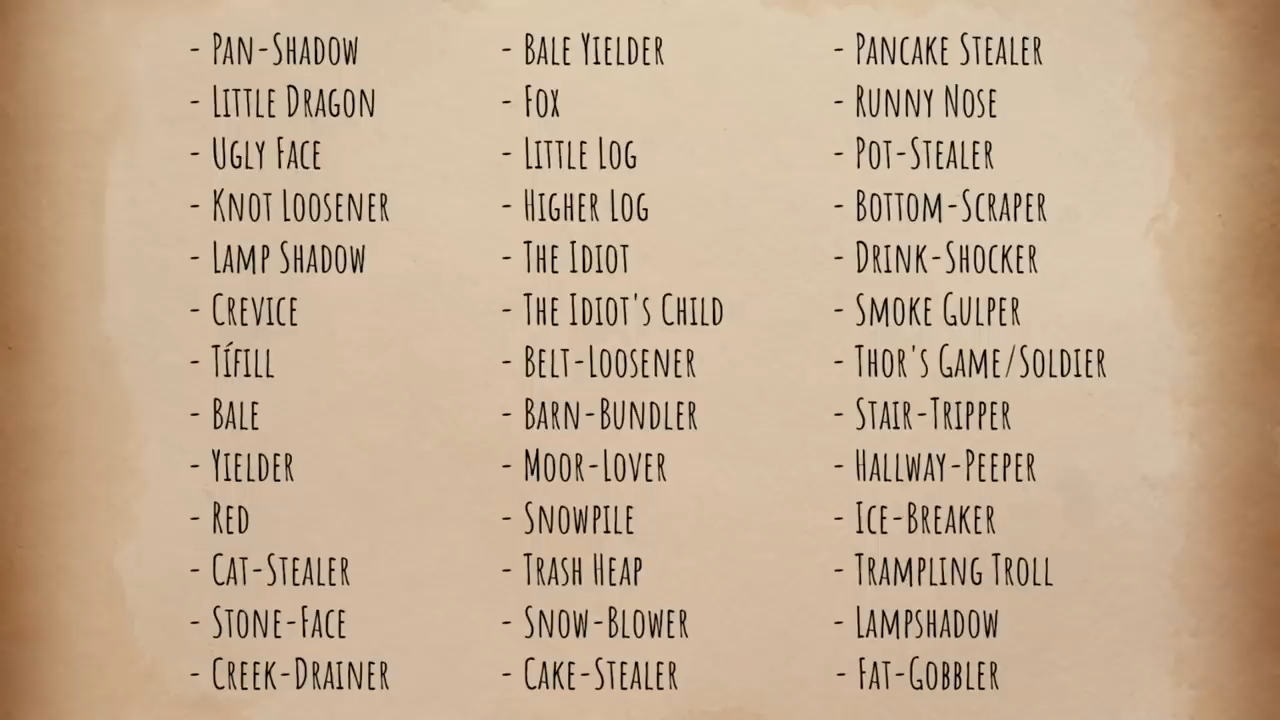 - Pan-Shadow
- Little Dragon
- Ugly Face
- Knot Loosener
- Lamp Shadow
- Crevice
- Tífill
- Bale
- Yielder
- Red
- Cat-Stealer
- Stone-Face
- Creek-Drainer
- Bale Yielder
- Fox
- Little Log
- Higher Log
- The Idiot
- The Idiot's Child
- Belt-Loosener
- Barn-Bundler
- Moor-Lover
- Snowpile
- Trash Heap
- Snow-Blower
- Cake-Stealer
- Pancake Stealer
- Runny Nose
- Pot-Stealer
- Bottom-Scraper
- Drink-Shocker
- Smoke Gulper
- Thor's Game/Soldier
- Stair-Tripper
- Hallway-Peeper
- Ice-Breaker
- Trampling Troll
- Lampshadow
- Fat-Gobbler